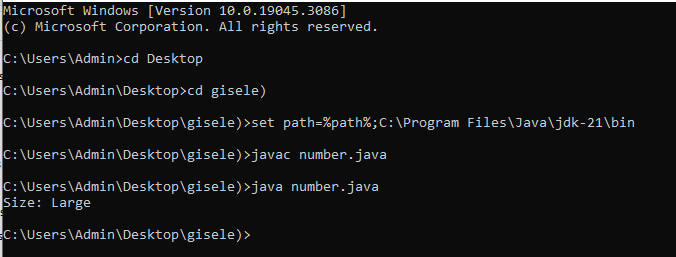 Microsoft Windows [Version 10.0.19045.3086]
(c) Microsoft Corporation. All rights reserved.
C:\Users\Admin>cd Desktop
C:\Users\Admin\Desktop>cd gisele)
C:\Users\Admin\Desktop\gisele)>set path=%path%;C:\Program Files\Java\jdk-21\bin
C:\Users\Admin\Desktop\gisele)>javac number.java
C:\Users\Admin\Desktop\gisele)>java number.java
Size: Large
C:\Users\Admin\Desktop\gisele)>